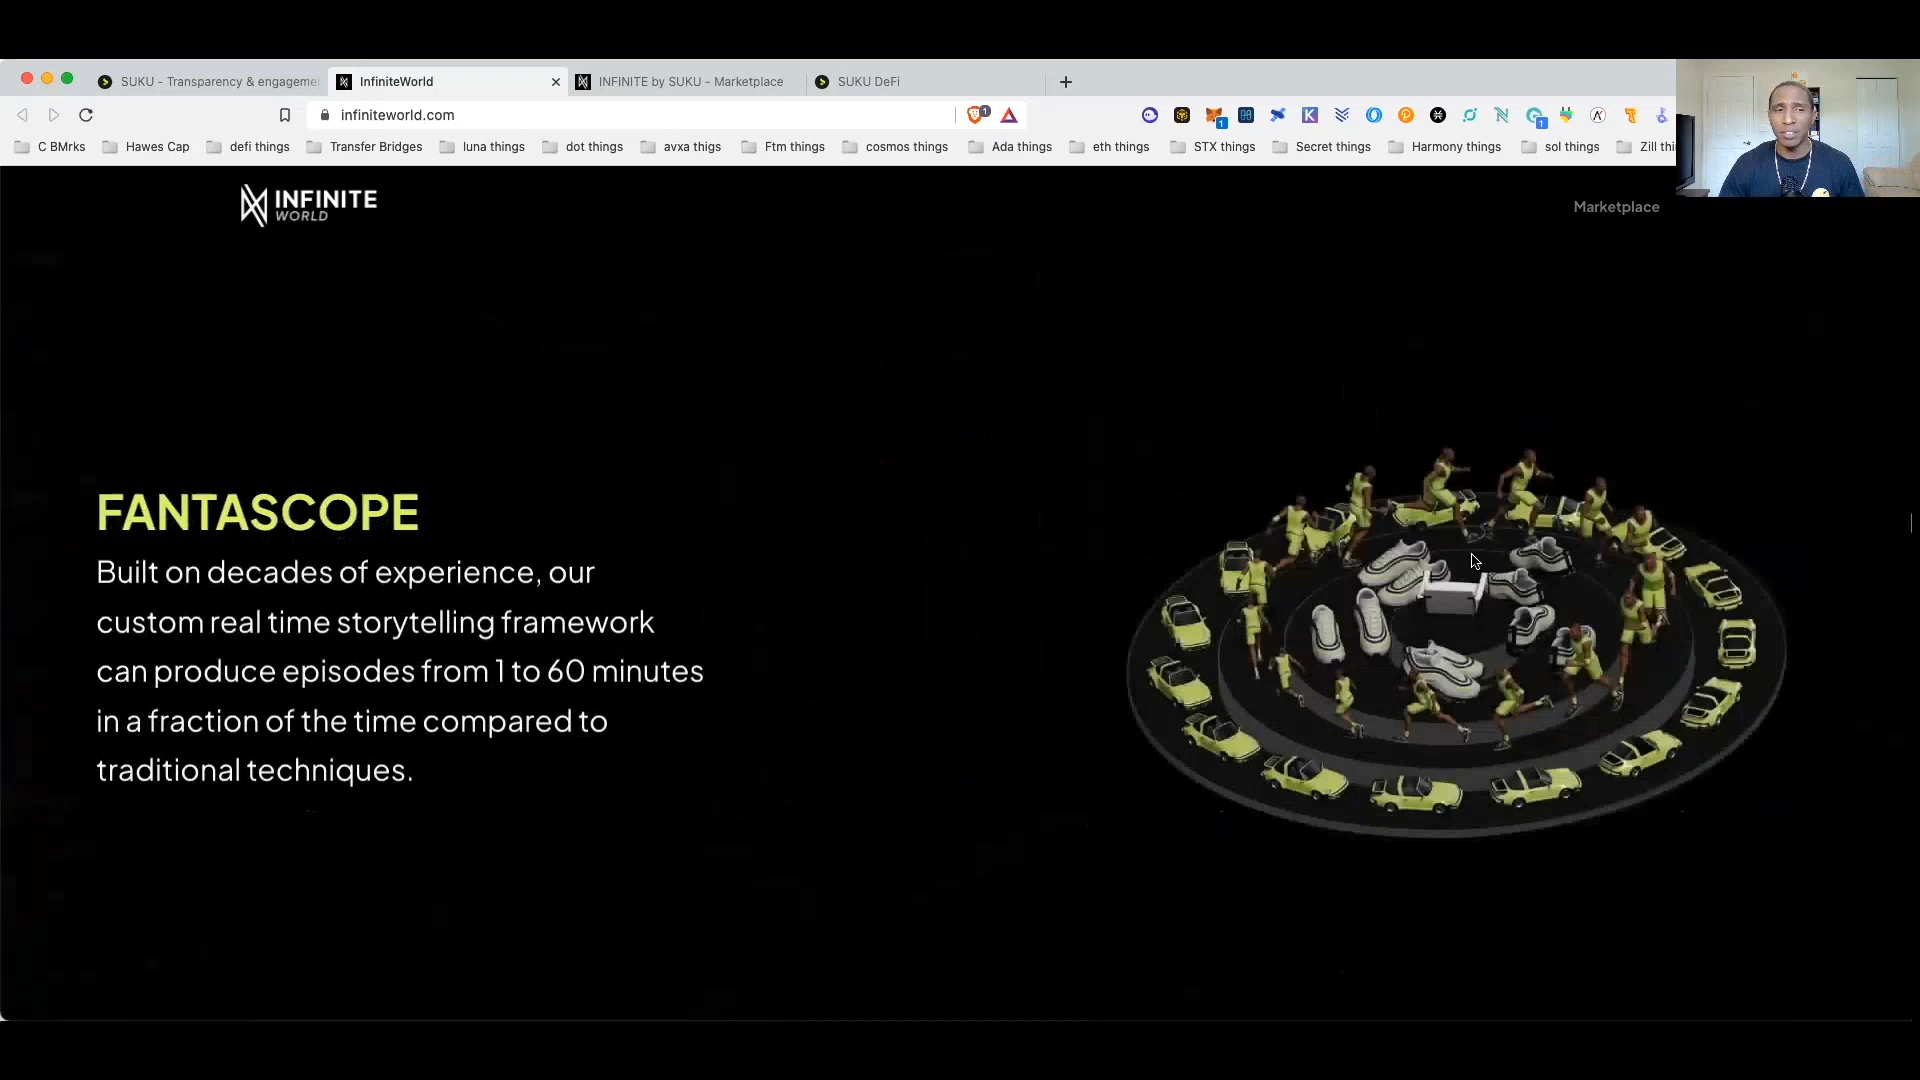 SUKU - Transparency & engageme
InfiniteWorld
INFINITE by SUKU - Marketplace
SUKU DeFi
infiniteworld.com
C BMrks
Hawes Cap
defi things
Transfer Bridges
luna things
dot things
avxa thigs
Ftm things
cosmos things
Ada things
eth things
STX things
Secret things
Harmony things
sol things
Zill thi
INFINITE
WORLD
Marketplace
FANTASCOPE
Built on decades of experience, our
custom real time storytelling framework
can produce episodes from 1 to 60 minutes
in a fraction of the time compared to
traditional techniques.